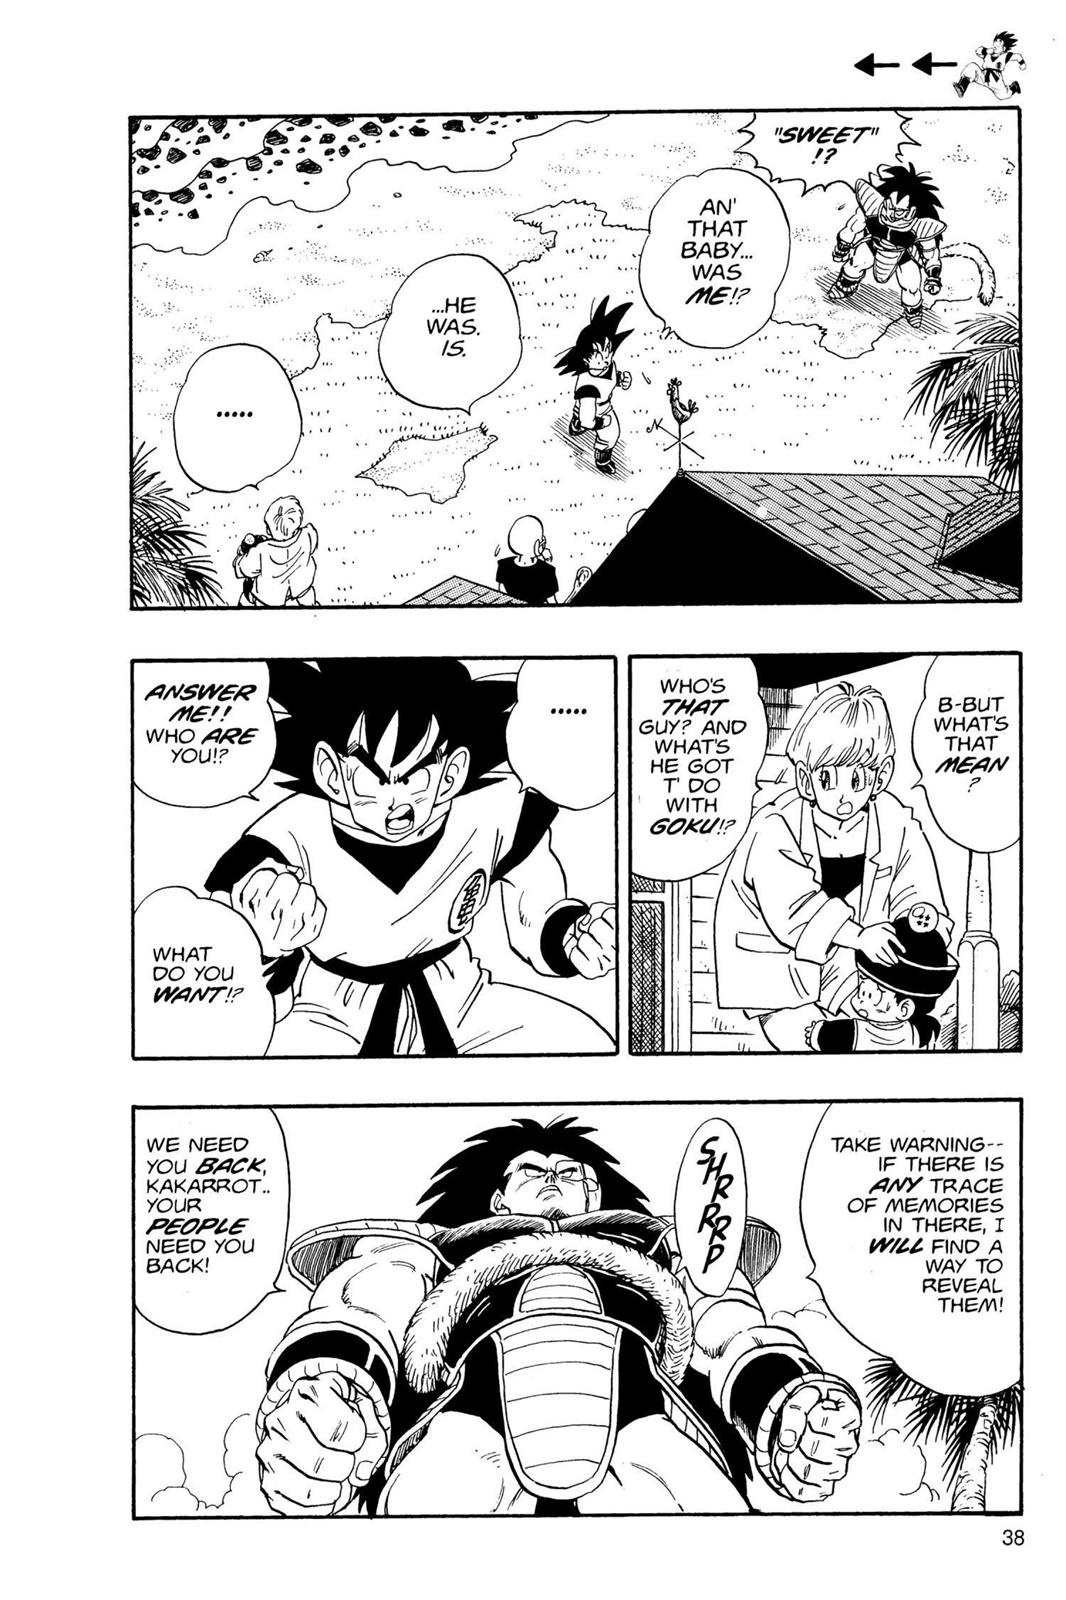 "SWEET"
!?
AN'
THAT
BABY...
WAS
ME!?
...HE
WAS.
IS.
.....
N
B-BUT
WHAT'S
THAT
MEAN
?
WHO'S
THAT
GUY? AND
WHAT'S
HE GOT
T' DO
WITH
GOKU!?
.....
ANSWER
ME!!
WHO ARE
YOU!?
WHAT
DO YOU
WANT!?
TAKE WARNING--
IF THERE IS
ANY TRACE
OF MEMORIES
IN THERE, I
WILL FIND A
WAY TO
REVEAL
THEM!
SHRRRP
WE NEED
YOU BACK,
KAKARROT..
YOUR
PEOPLE
NEED YOU
BACK!
38